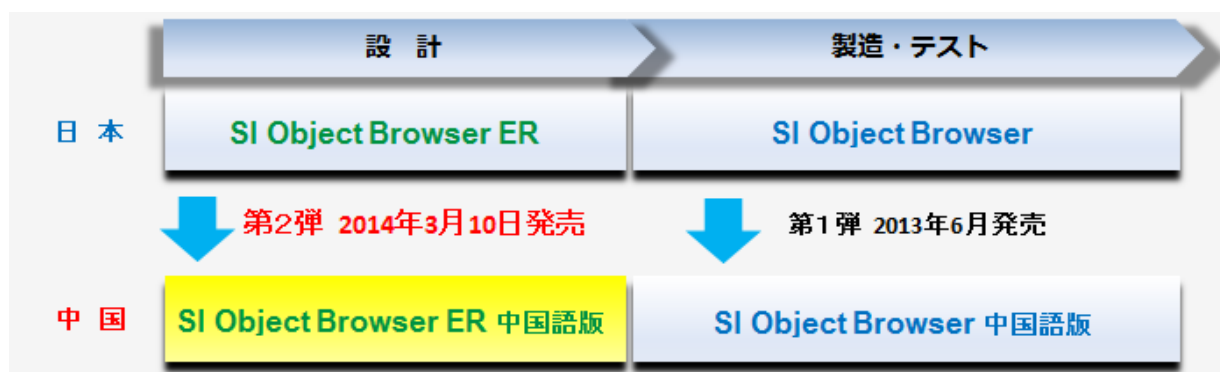 設 計
製造・テスト
日 本
SI Object Browser ER
SI Object Browser
第2弾 2014年3月10日発売
第1弾 2013年6月発売
中 国
SI Object Browser ER 中国語版
SI Object Browser 中国語版